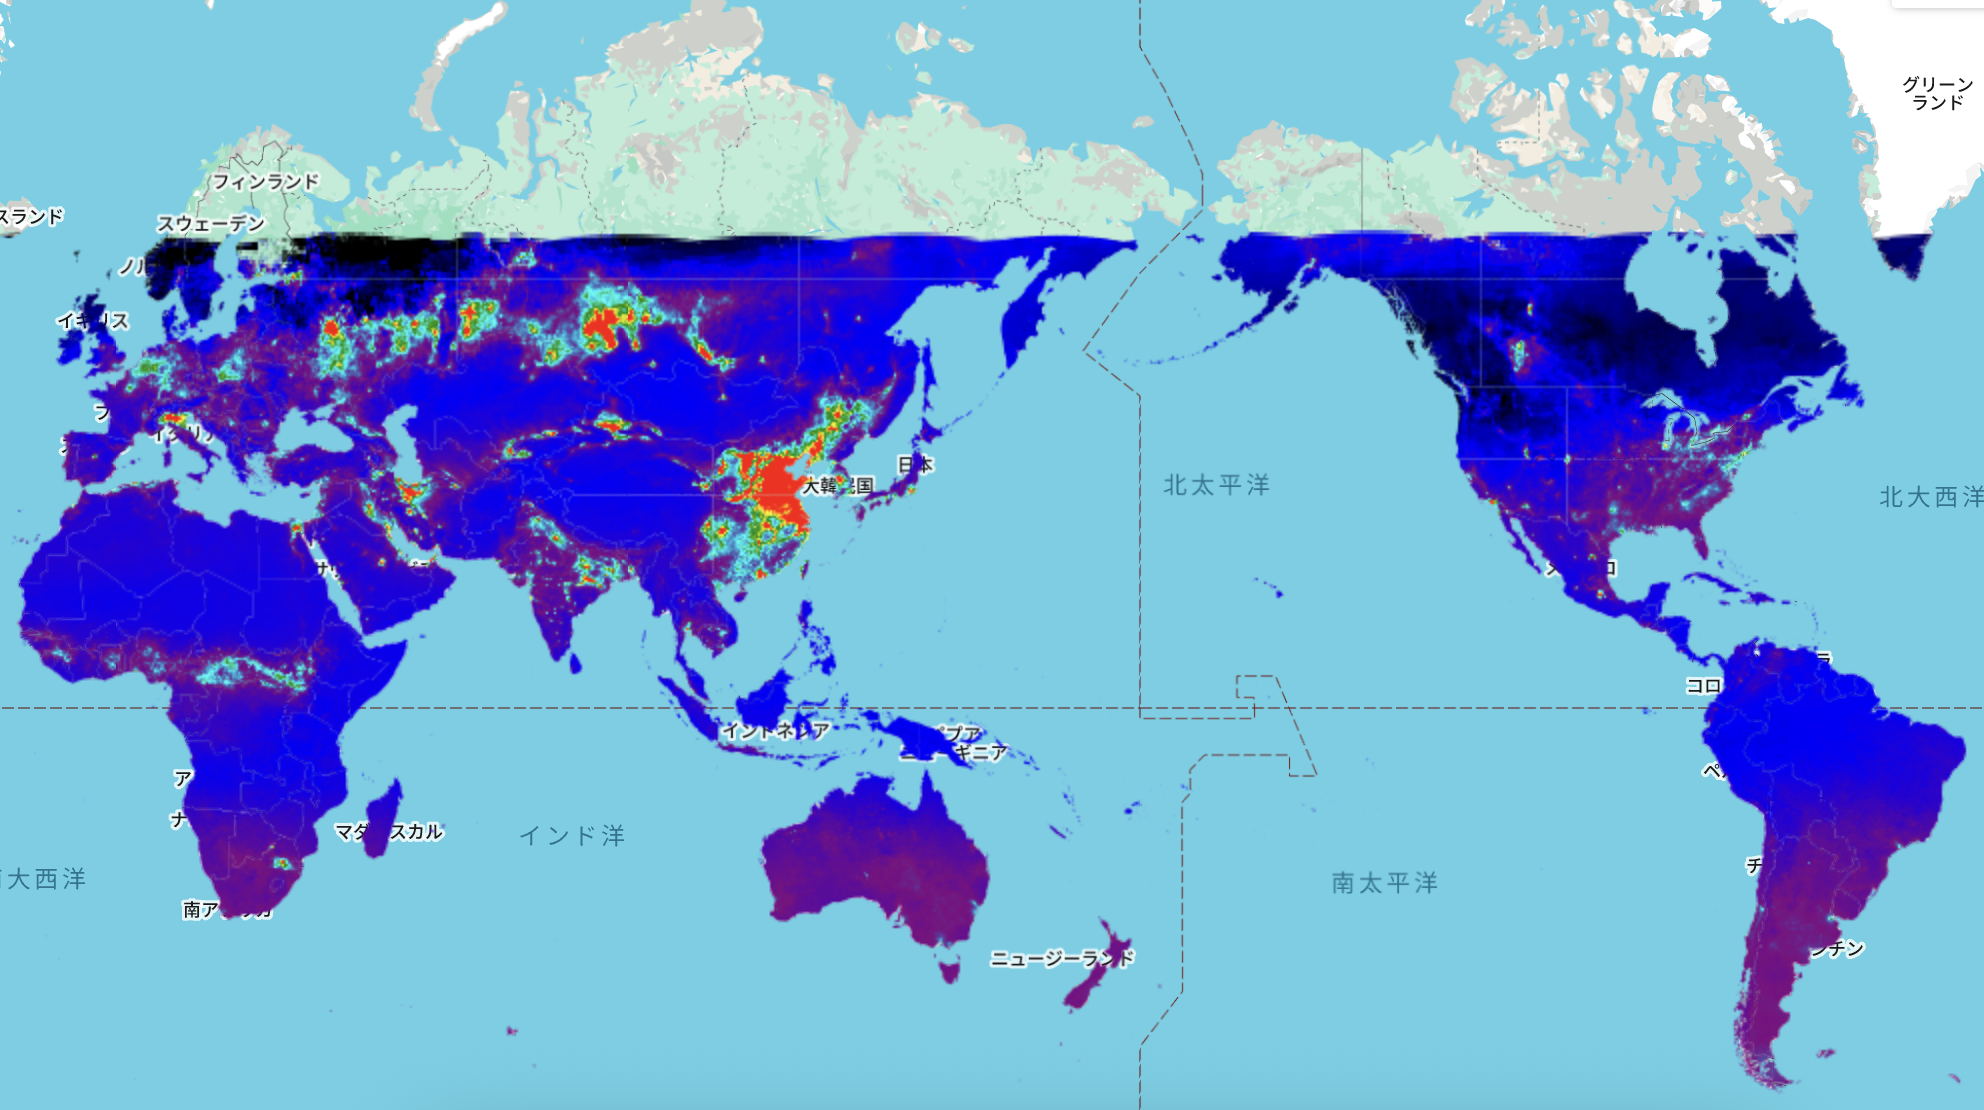 グリーン
ランド
フィンランド
スランド
スウェーデン
ノル
イギリス
フ
イタリア
日本
大韓民国
北太平洋
北大西洋
サウ
コロ
ラ
インドネシア
パプア
ニューギニア
ペル
ア
ナ
マダガスカル
インド洋
チ
大西洋
南太平洋
南アフリカ
ンチン
ニュージーランド